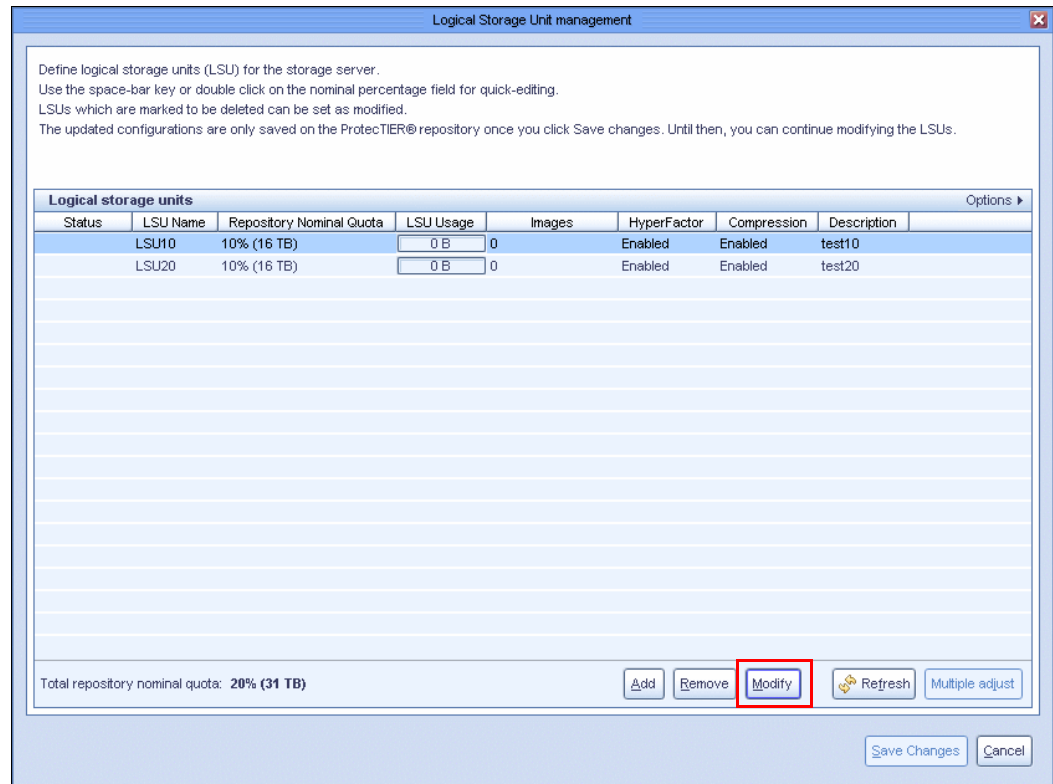 Logical Storage Unit management
Define logical storage units (LSU) for the storage server.
Use the space-bar key or double click on the nominal percentage field for quick-editing.
LSUs which are marked to be deleted can be set as modified.
The updated configurations are only saved on the ProtecTIER® repository once you click Save changes. Until then, you can continue modifying the LSUs.
Logical storage units Options
Status LSU Name Repository Nominal Quota LSU Usage Images HyperFactor Compression Description
LSU10 10% (16 TB) 0 B 0 Enabled Enabled test10
LSU20 10% (16 TB) 0 B 0 Enabled Enabled test20
Total repository nominal quota: 20% (31 TB) Add Remove Modify Refresh Multiple adjust
Save Changes Cancel